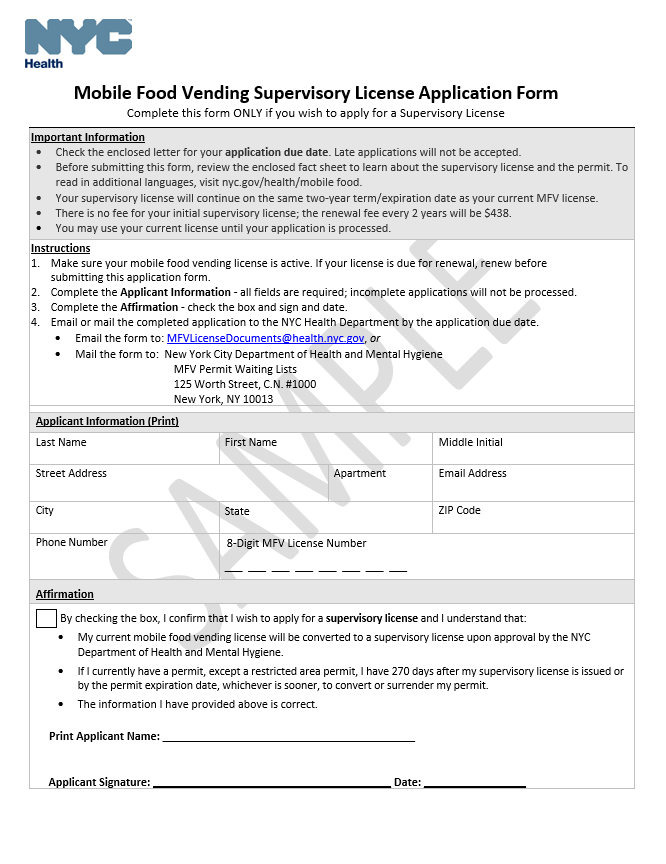 NYC
Health
Mobile Food Vending Supervisory License Application Form
Complete this form ONLY if you wish to apply for a Supervisory License
Important Information
• Check the enclosed letter for your application due date. Late applications will not be accepted.
• Before submitting this form, review the enclosed fact sheet to learn about the supervisory license and the permit. To
read in additional languages, visit nyc.gov/health/mobile food.
• Your supervisory license will continue on the same two-year term/expiration date as your current MFV license.
• There is no fee for your initial supervisory license; the renewal fee every 2 years will be $438.
• You may use your current license until your application is processed.
Instructions
1. Make sure your mobile food vending license is active. If your license is due for renewal, renew before
submitting this application form.
2. Complete the Applicant Information - all fields are required; incomplete applications will not be processed.
3. Complete the Affirmation - check the box and sign and date.
4. Email or mail the completed application to the NYC Health Department by the application due date.
• Email the form to: MFVLicenseDocuments@health.nyc.gov, or
• Mail the form to: New York City Department of Health and Mental Hygiene
MFV Permit Waiting Lists
125 Worth Street, C.N. #1000
New York, NY 10013
SAMPLE
Applicant Information (Print)
Last Name First Name Middle Initial
Street Address Apartment Email Address
City State ZIP Code
Phone Number 8-Digit MFV License Number
__ __ __ __ __ __ __ __
Affirmation
By checking the box, I confirm that I wish to apply for a supervisory license and I understand that:
• My current mobile food vending license will be converted to a supervisory license upon approval by the NYC
Department of Health and Mental Hygiene.
• If I currently have a permit, except a restricted area permit, I have 270 days after my supervisory license is issued or
by the permit expiration date, whichever is sooner, to convert or surrender my permit.
• The information I have provided above is correct.
Print Applicant Name: ____________________
Applicant Signature: ____________________ Date: __________